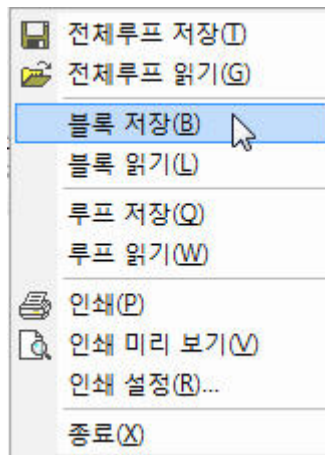 전체루프 저장(T)
전체루프 읽기(G)
블록 저장(B)
블록 읽기(L)
루프 저장(Q)
루프 읽기(W)
인쇄(P)
인쇄 미리 보기(V)
인쇄 설정(R)...
종료(X)